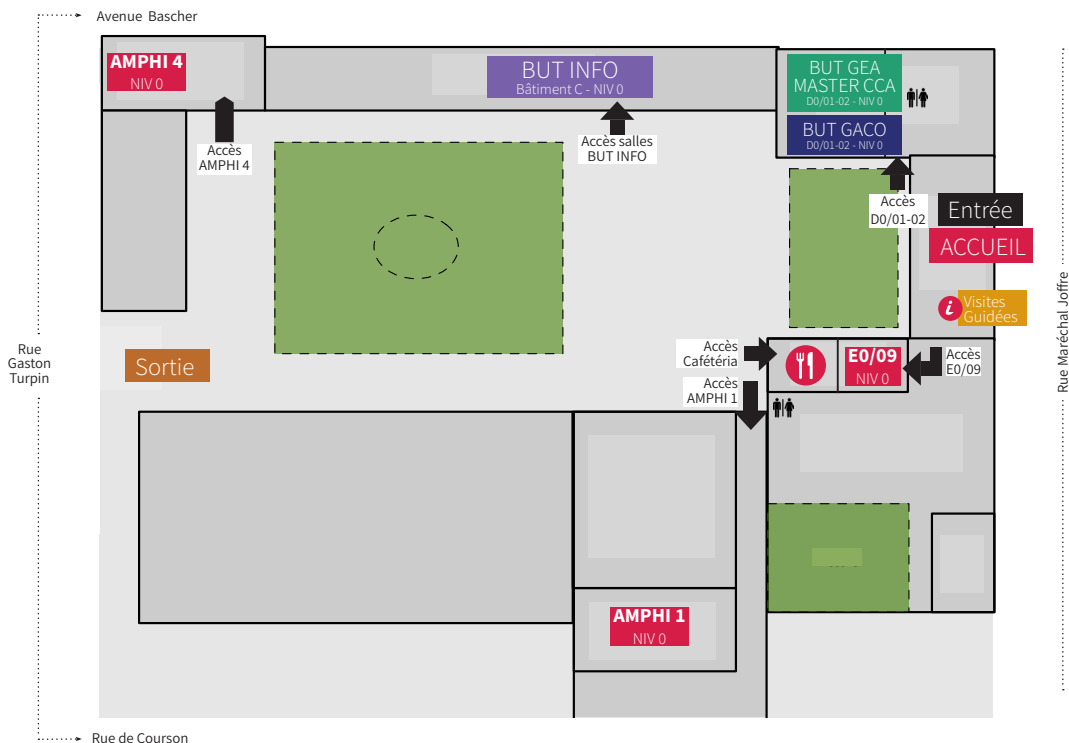 Avenue Bascher
AMPHI 4
NIV 0
BUT INFO
Bâtiment C - NIV 0
BUT GEA
MASTER CCA
D0/01-02 - NIV 0
BUT GACO
D0/01-02 - NIV 0
Accès
AMPHI 4
Accès salles
BUT INFO
Accès
D0/01-02
Entrée
ACCUEIL
i
Visites
Guidées
Rue Maréchal Joffre
Rue
Gaston
Turpin
Sortie
Accès
Cafétéria
E0/09
NIV 0
Accès
E0/09
Accès
AMPHI 1
AMPHI 1
NIV 0
Rue de Courson